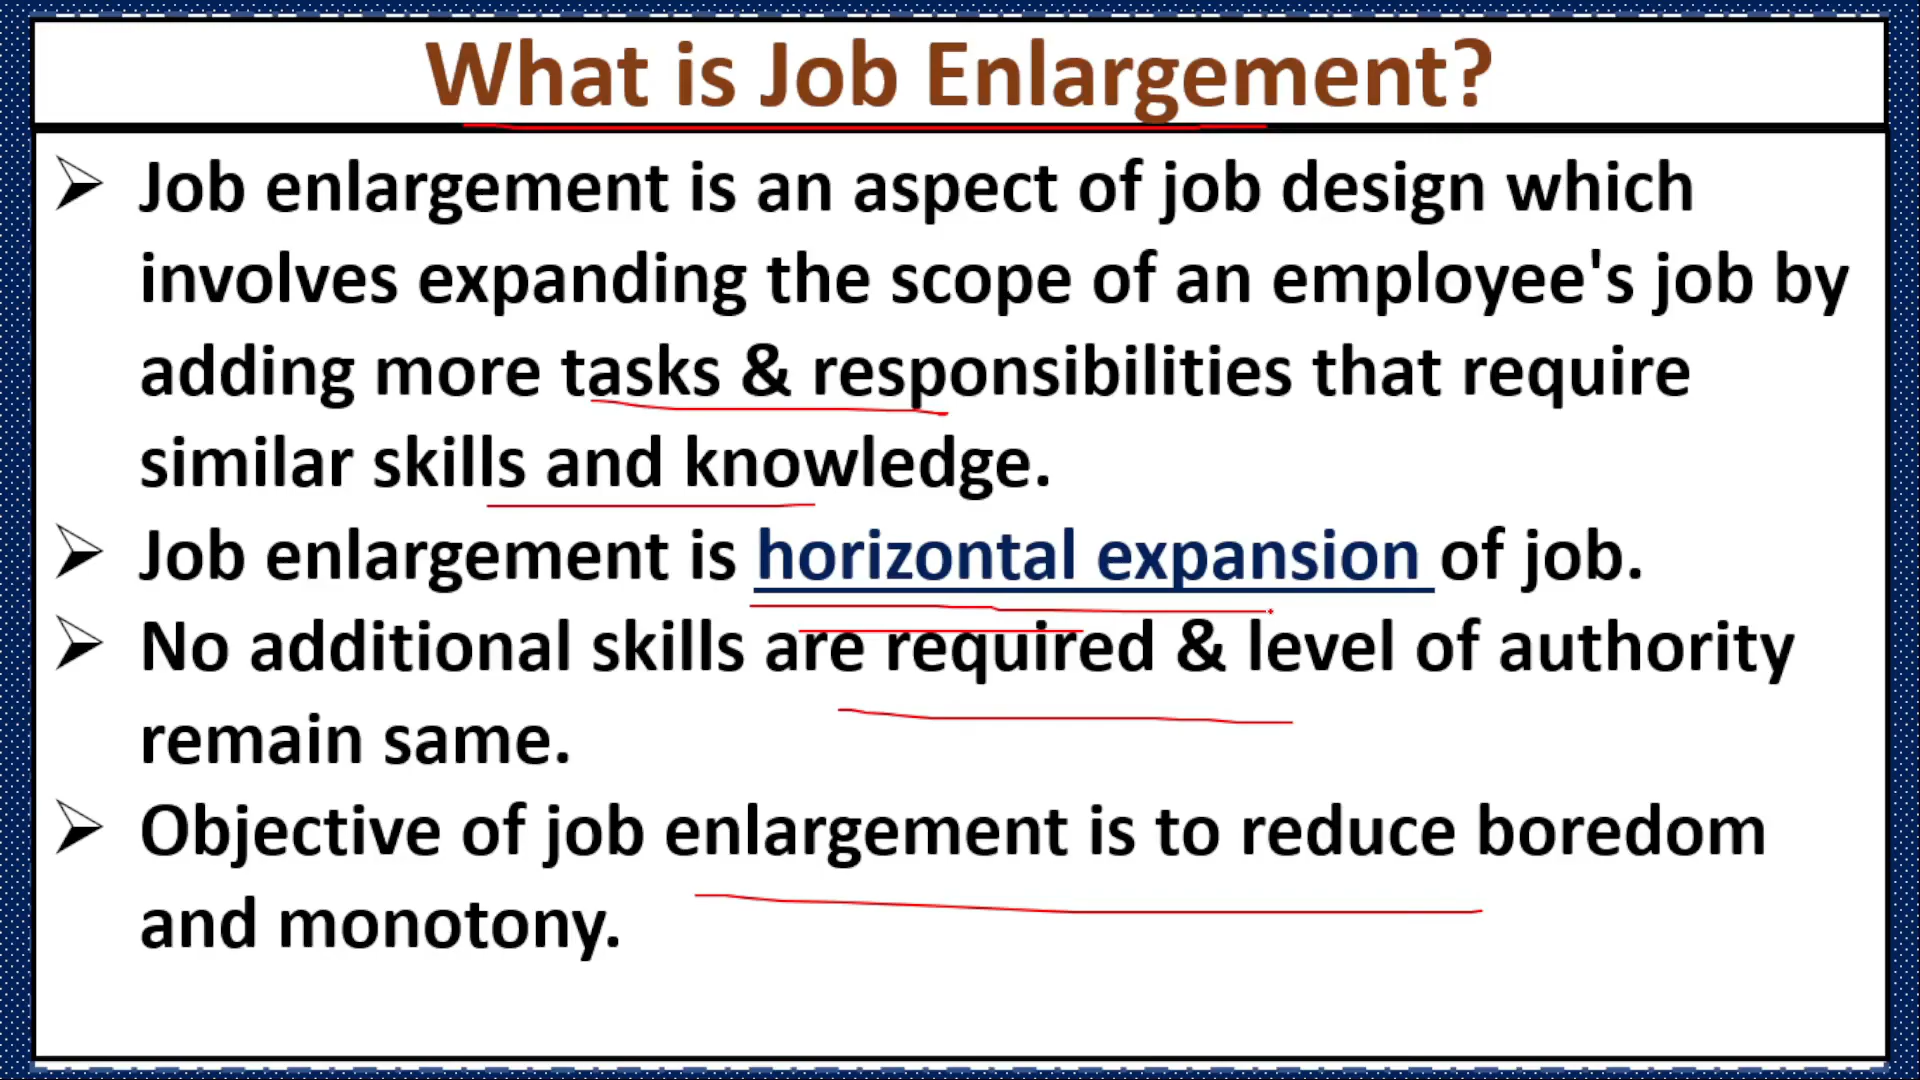 What is Job Enlargement?
➢ Job enlargement is an aspect of job design which
involves expanding the scope of an employee's job by
adding more tasks & responsibilities that require
similar skills and knowledge.
➢ Job enlargement is horizontal expansion of job.
➢ No additional skills are required & level of authority
remain same.
➢ Objective of job enlargement is to reduce boredom
and monotony.